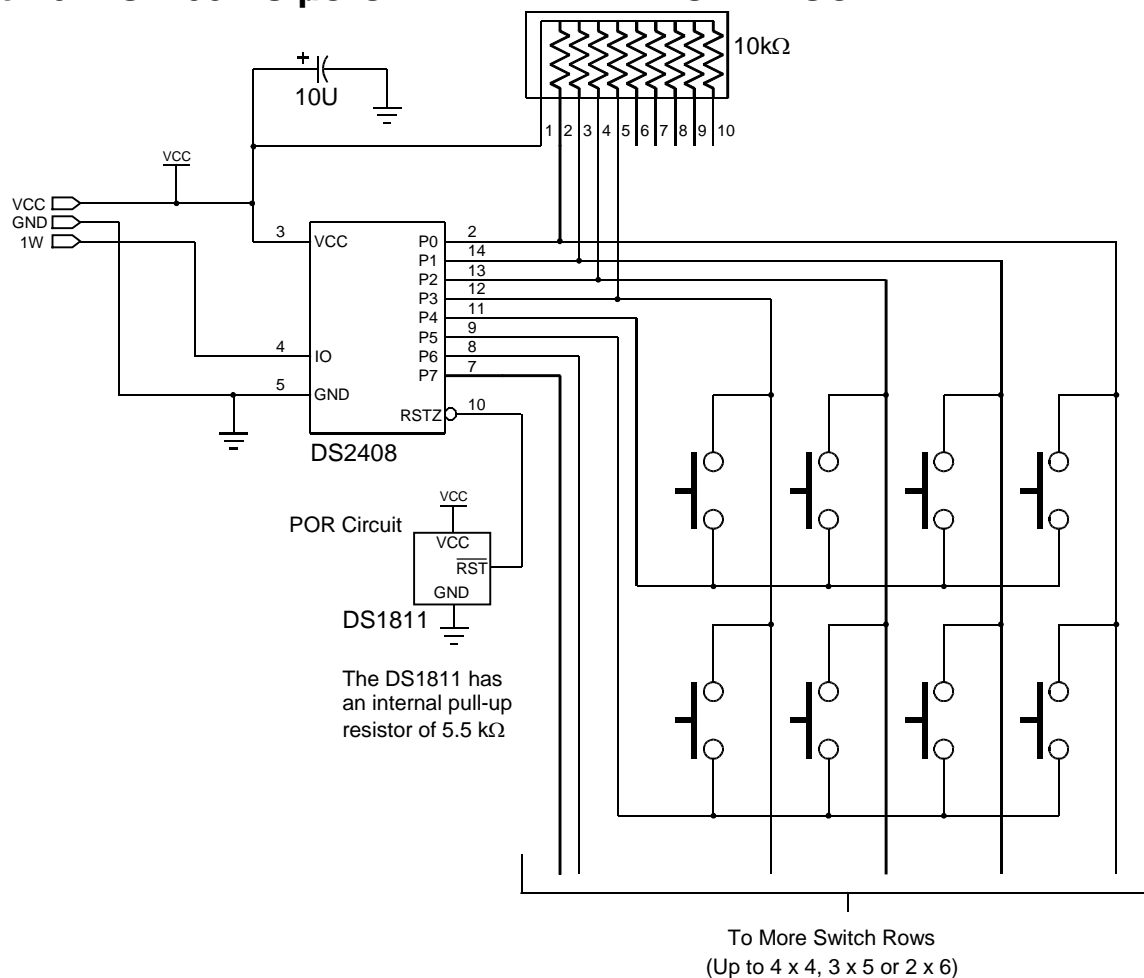 10kΩ
+
10U
1 2 3 4 5 6 7 8 9 10
VCC
VCC
GND
1W
3 VCC P0 2
P1 14
P2 13
P3 12
P4 11
P5 9
4 IO P6 8
P7 7
5 GND
RSTZ 10
DS2408
VCC
POR Circuit
VCC
RST
GND
DS1811
The DS1811 has
an internal pull-up
resistor of 5.5 kΩ
To More Switch Rows
(Up to 4 x 4, 3 x 5 or 2 x 6)